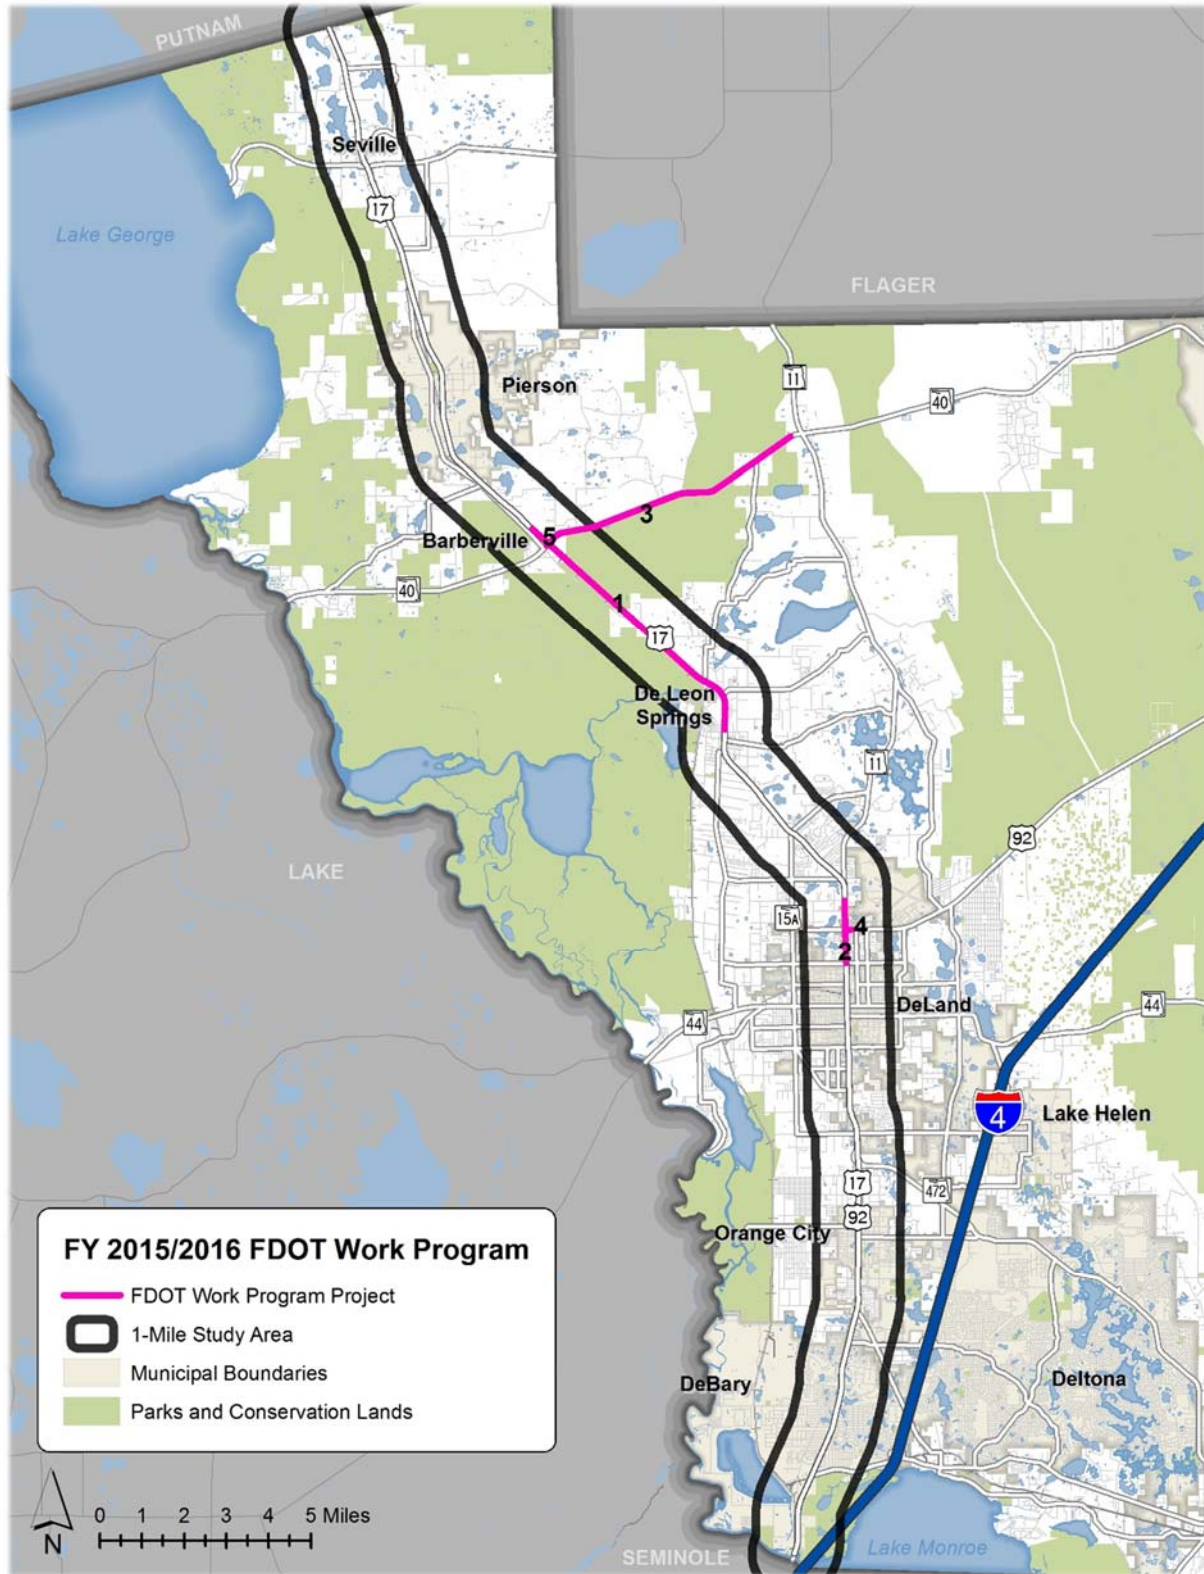 PUTNAM
Seville
17
Lake George
FLAGER
Pierson
11
40
3
5
Barberville
40
1
17
De Leon
Springs
11
92
LAKE
15A
4
2
DeLand
44
44
4
Lake Helen
17
472
92
Orange City
FY 2015/2016 FDOT Work Program
FDOT Work Program Project
1-Mile Study Area
Municipal Boundaries
Parks and Conservation Lands
DeBary
Deltona
0 1 2 3 4 5 Miles
N
SEMINOLE
Lake Monroe